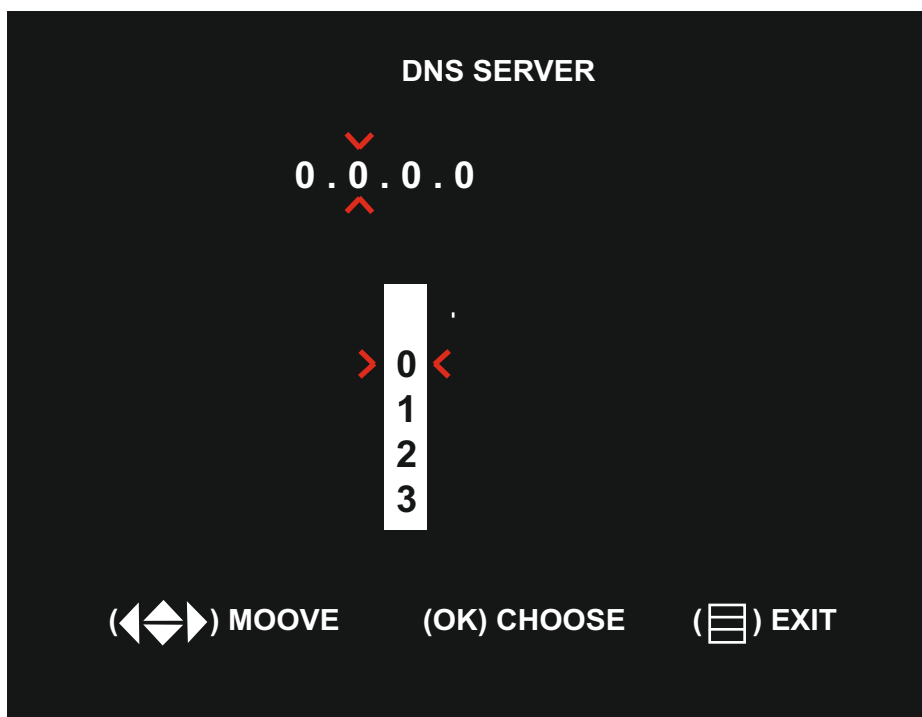 DNS SERVER
0 . 0 . 0 . 0
0
1
2
3
() MOOVE (OK) CHOOSE () EXIT